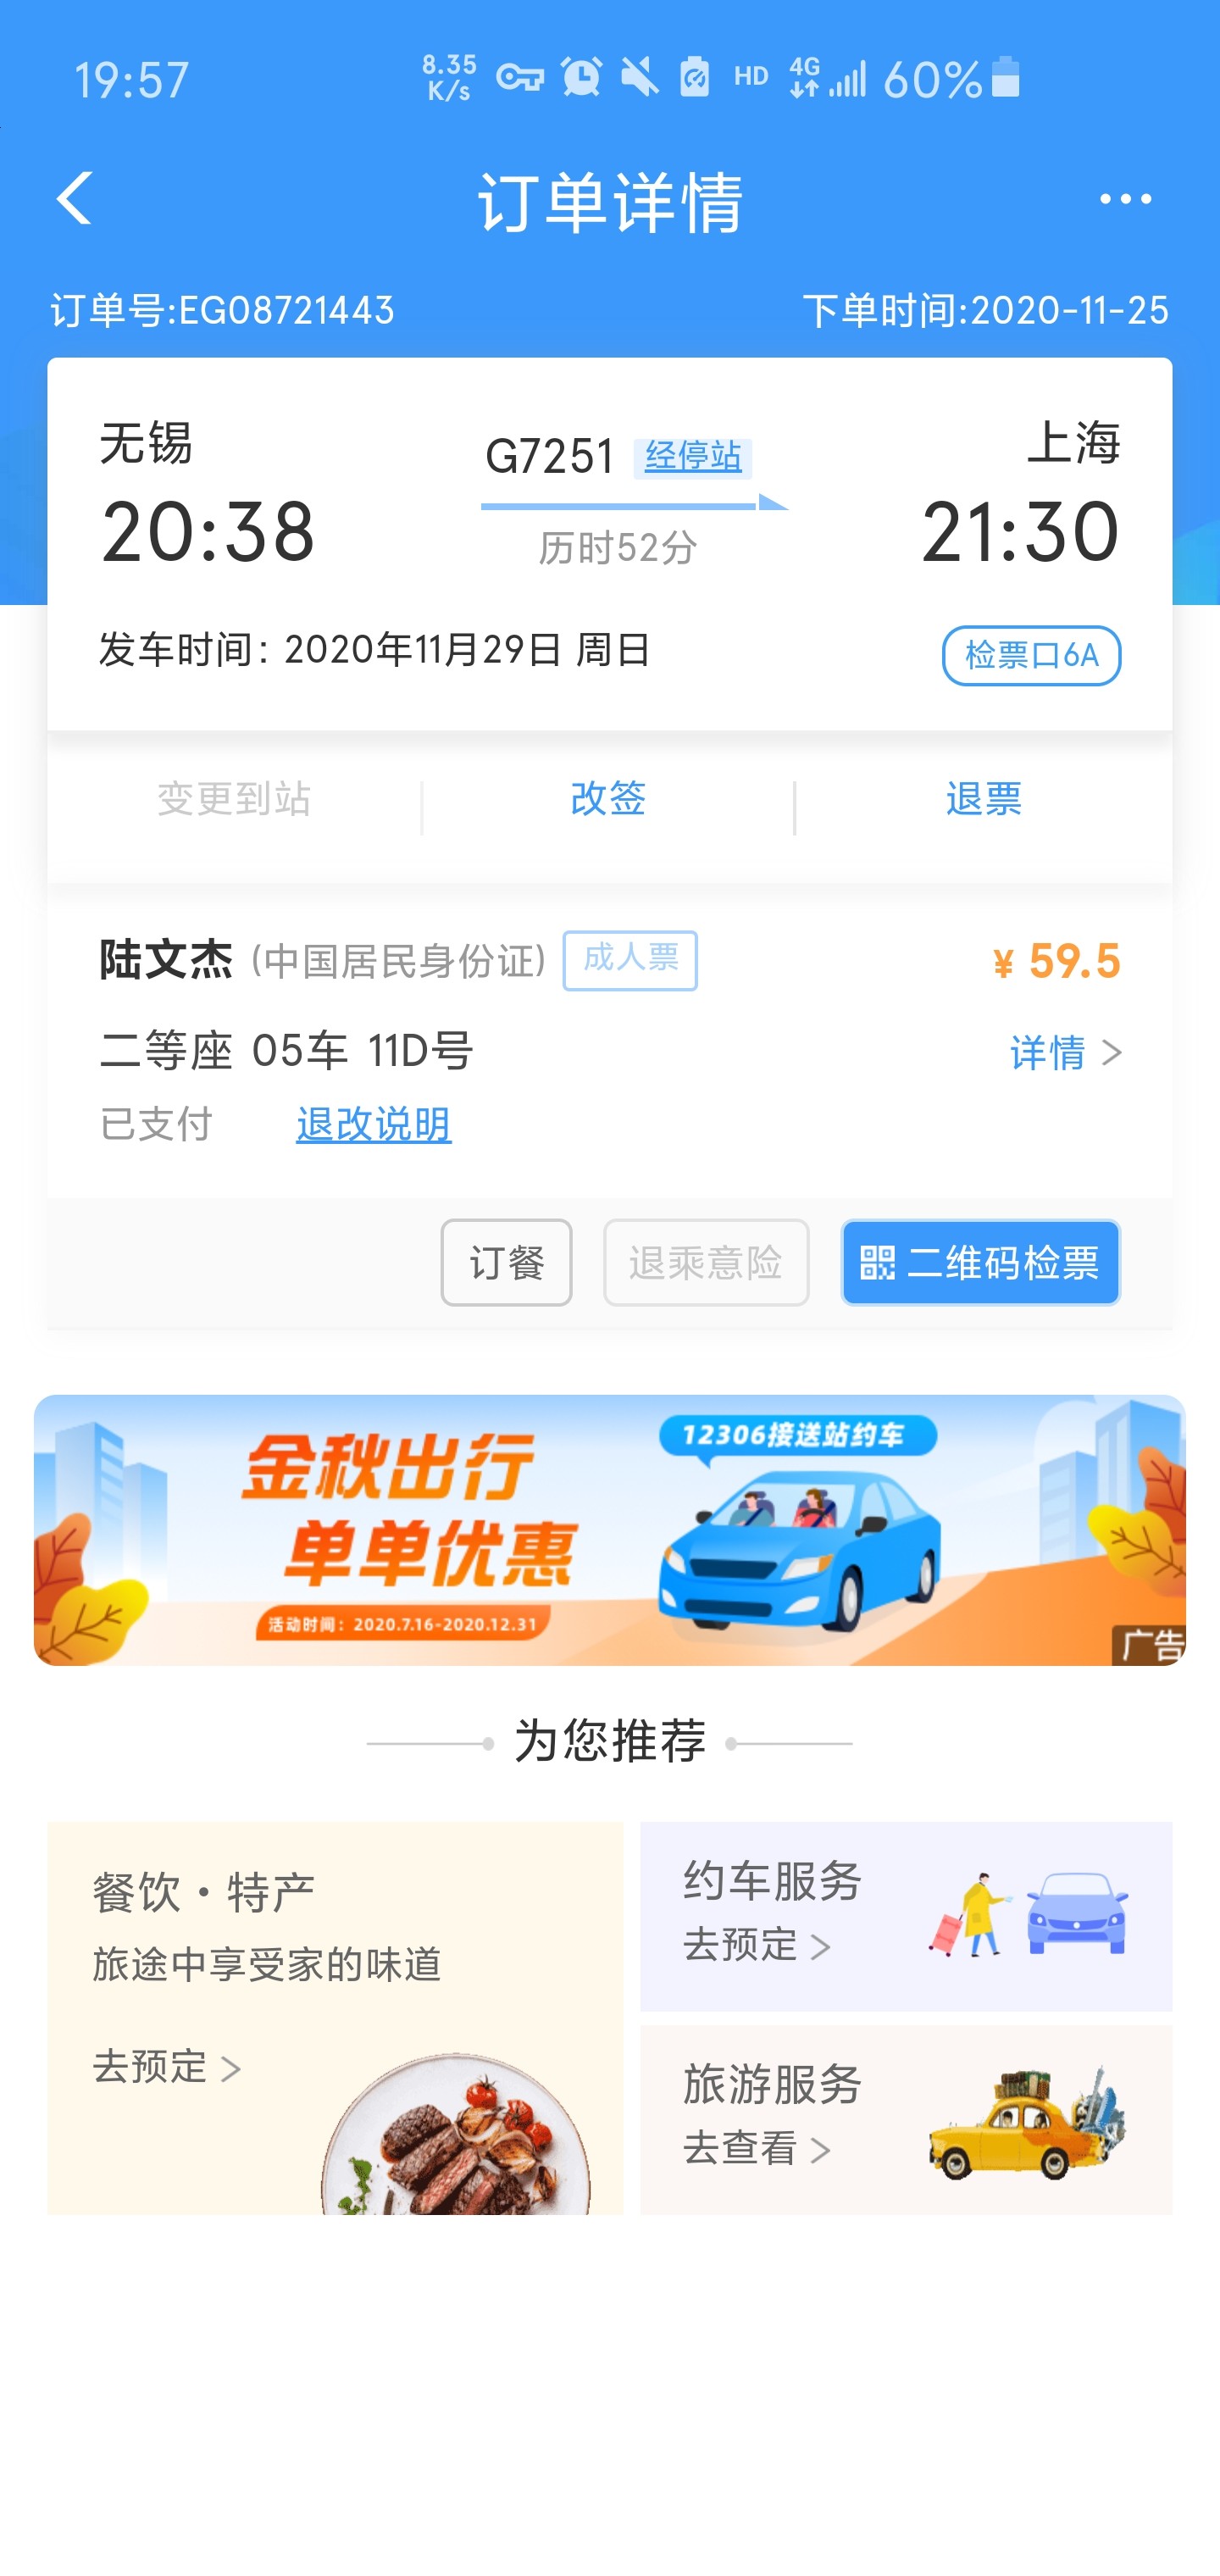 19:57
8.35 K/s HD 4G 60%
订单详情
订单号:EG08721443 下单时间:2020-11-25
无锡 G7251 经停站 上海
20:38 历时52分 21:30
发车时间：2020年11月29日 周日 检票口6A
变更到站 改签 退票
陆文杰 (中国居民身份证) 成人票 ¥ 59.5
二等座 05车 11D号 详情 >
已支付 退改说明
订餐 退乘意险 二维码检票
12306接送站约车
金秋出行
单单优惠
活动时间：2020.7.16-2020.12.31
广告
为您推荐
餐饮·特产
旅途中享受家的味道
去预定 >
约车服务
去预定 >
旅游服务
去查看 >